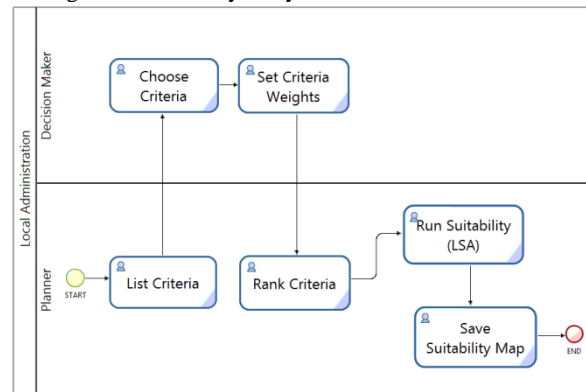 Local Administration
Decision Maker
Choose
Criteria
Set Criteria
Weights
Planner
START
List Criteria
Rank Criteria
Run Suitability
(LSA)
Save
Suitability Map
END